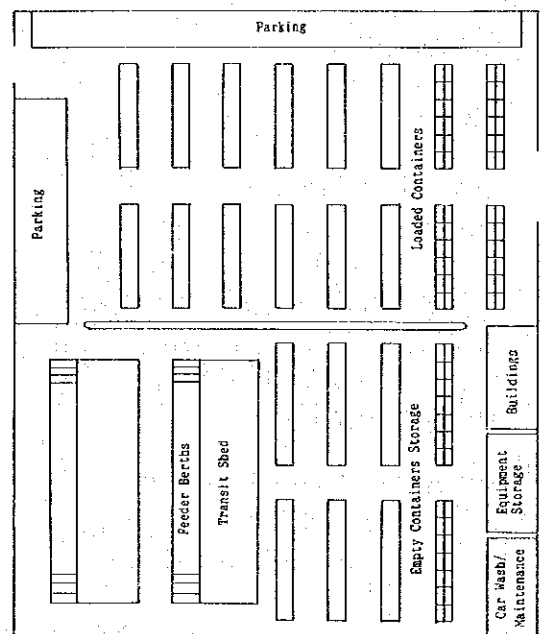 Parking
Parking
Loaded Containers
Feeder Berths
Transit Shed
Empty Containers Storage
Buildings
Equipment
Storage
Car Wash/
Maintenance